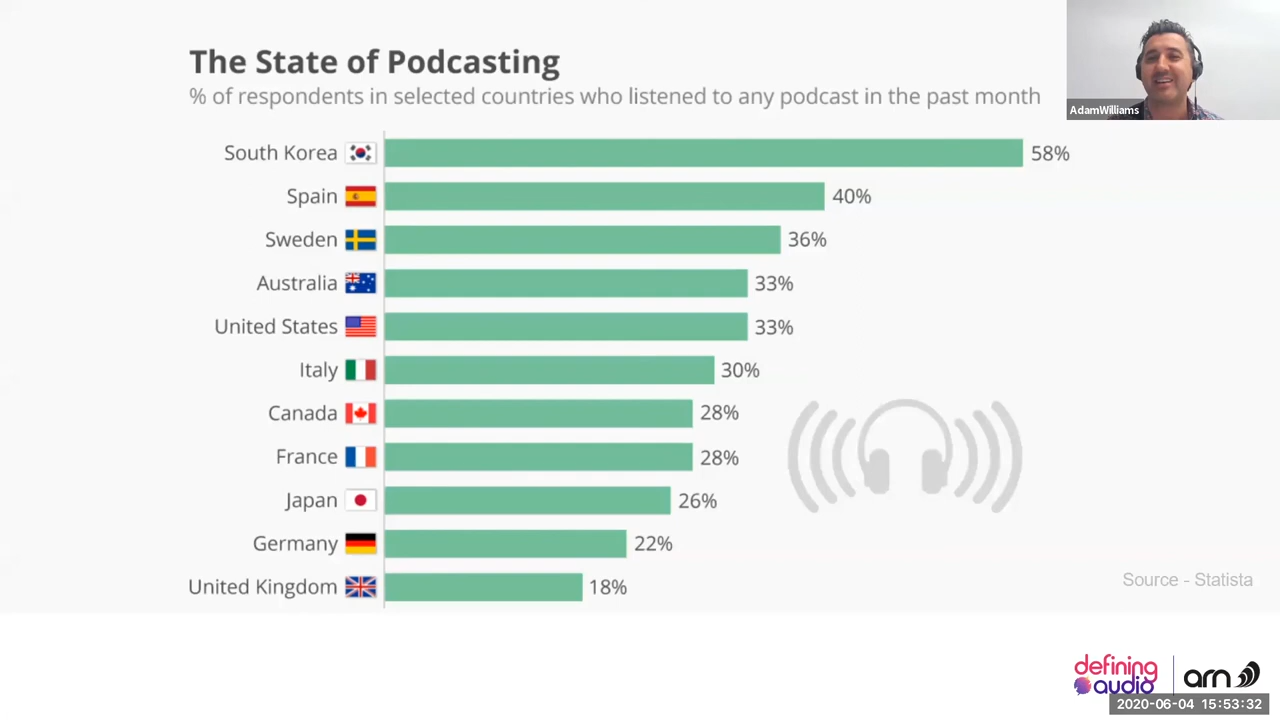 The State of Podcasting
% of respondents in selected countries who listened to any podcast in the past month
AdamWilliams
South Korea 58%
Spain 40%
Sweden 36%
Australia 33%
United States 33%
Italy 30%
Canada 28%
France 28%
Japan 26%
Germany 22%
United Kingdom 18%
Source - Statista
defining
audio
arn
2020-06-04 15:53:32